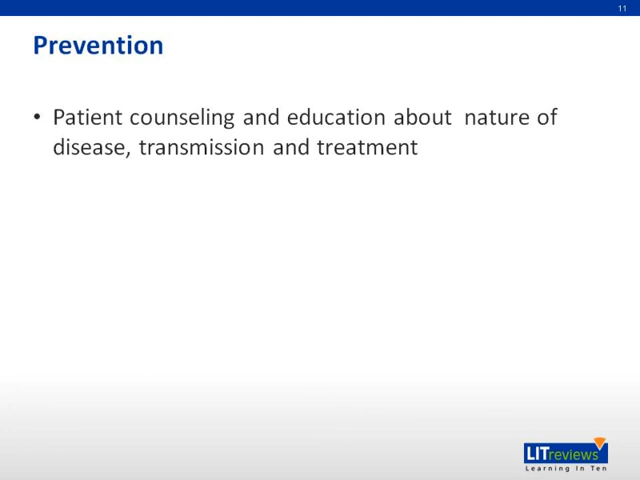 11
Prevention
• Patient counseling and education about nature of
disease, transmission and treatment
LITreviews
Learning In Ten